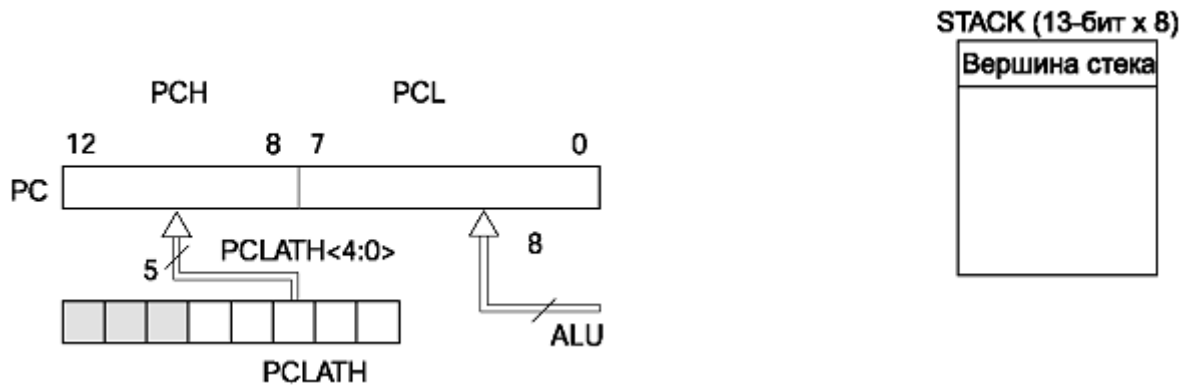 STACK (13-бит x 8)
Вершина стека
PCH PCL
12 8 7 0
PC
5 PCLATH<4:0> 8
ALU
PCLATH